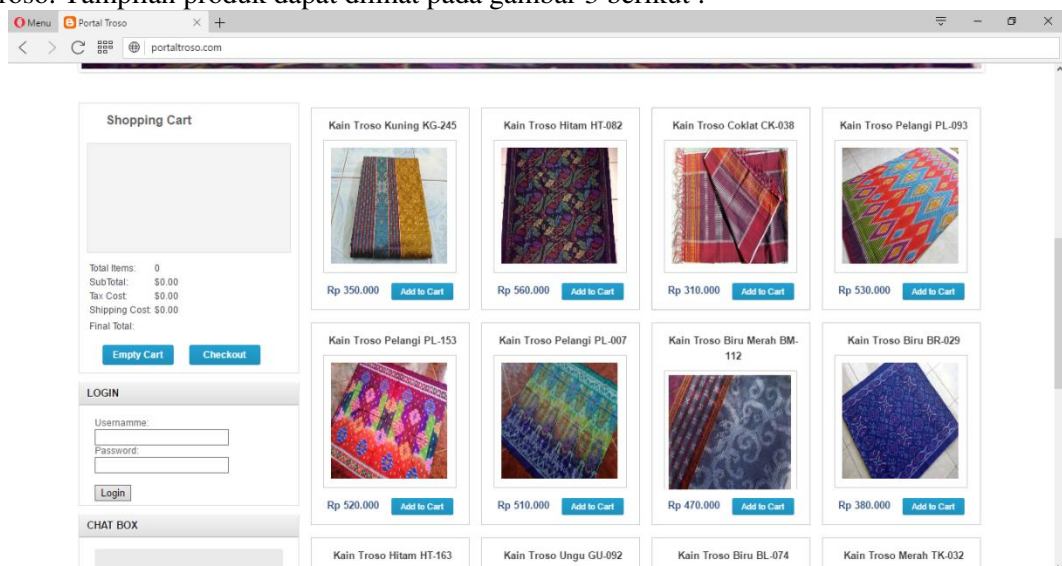 roso. Tampilan produk dapat dilihat pada gambar 3 berikut :
Menu Portal Troso
portaltroso.com
Shopping Cart
Total Items: 0
SubTotal: $0.00
Tax Cost: $0.00
Shipping Cost: $0.00
Final Total:
Empty Cart Checkout
LOGIN
Usernamme:
Password:
Login
CHAT BOX
Kain Troso Kuning KG-245
Rp 350.000 Add to Cart
Kain Troso Hitam HT-082
Rp 560.000 Add to Cart
Kain Troso Coklat CK-038
Rp 310.000 Add to Cart
Kain Troso Pelangi PL-093
Rp 530.000 Add to Cart
Kain Troso Pelangi PL-153
Rp 520.000 Add to Cart
Kain Troso Pelangi PL-007
Rp 510.000 Add to Cart
Kain Troso Biru Merah BM-
112
Rp 470.000 Add to Cart
Kain Troso Biru BR-029
Rp 380.000 Add to Cart
Kain Troso Hitam HT-163
Kain Troso Ungu GU-092
Kain Troso Biru BL-074
Kain Troso Merah TK-032